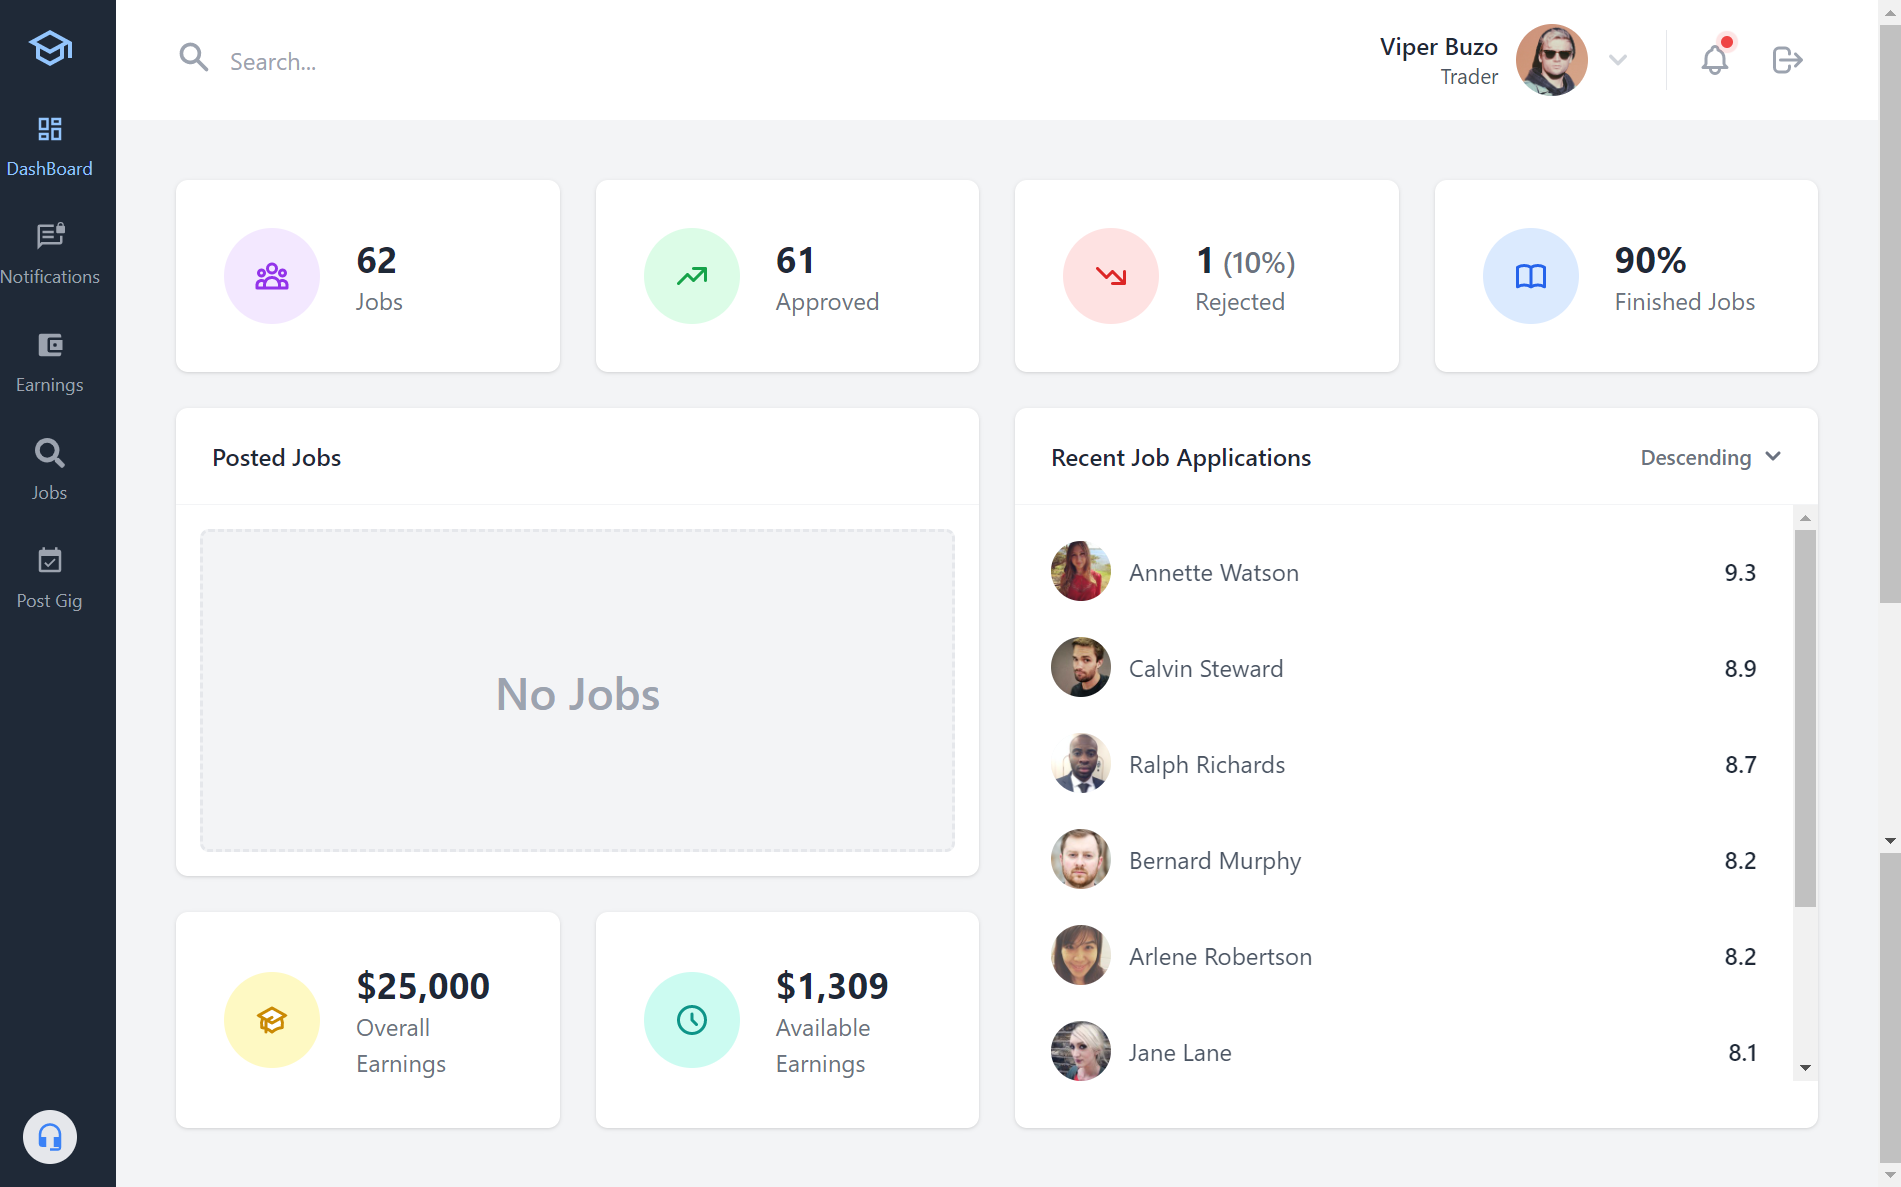 Search...
Viper Buzo
Trader
DashBoard
Notifications
Earnings
Jobs
Post Gig
62
Jobs
61
Approved
1 (10%)
Rejected
90%
Finished Jobs
Posted Jobs
No Jobs
$25,000
Overall
Earnings
$1,309
Available
Earnings
Recent Job Applications
Descending
Annette Watson 9.3
Calvin Steward 8.9
Ralph Richards 8.7
Bernard Murphy 8.2
Arlene Robertson 8.2
Jane Lane 8.1